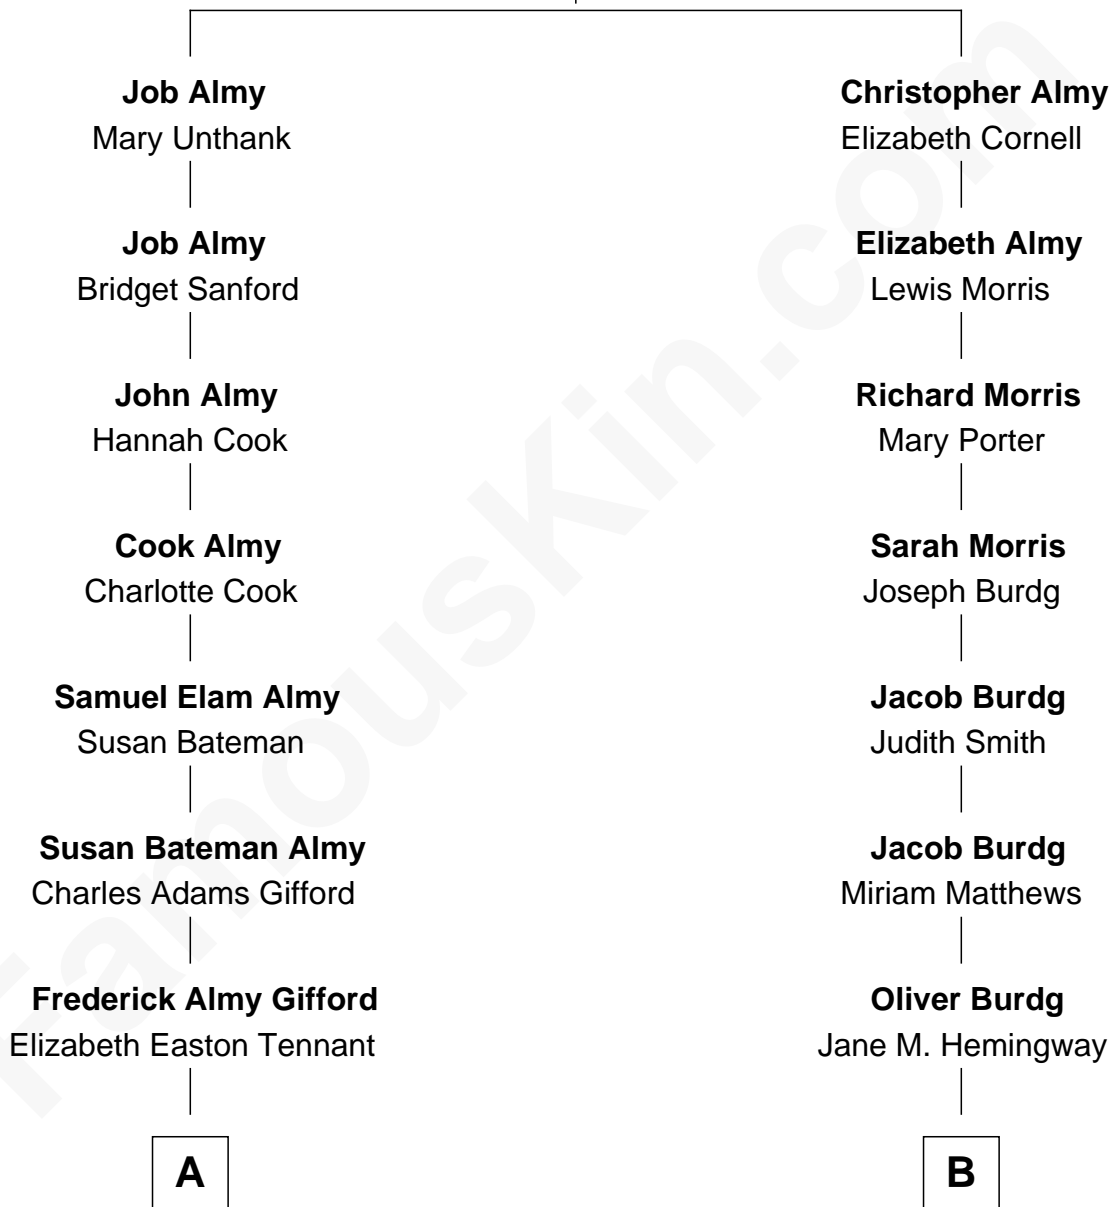 Job Almy
Mary Unthank
Job Almy
Bridget Sanford
John Almy
Hannah Cook
Cook Almy
Charlotte Cook
Samuel Elam Almy
Susan Bateman
Susan Bateman Almy
Charles Adams Gifford
Frederick Almy Gifford
Elizabeth Easton Tennant
A
Christopher Almy
Elizabeth Cornell
Elizabeth Almy
Lewis Morris
Richard Morris
Mary Porter
Sarah Morris
Joseph Burdg
Jacob Burdg
Judith Smith
Jacob Burdg
Miriam Matthews
Oliver Burdg
Jane M. Hemingway
B
FamousKin.com